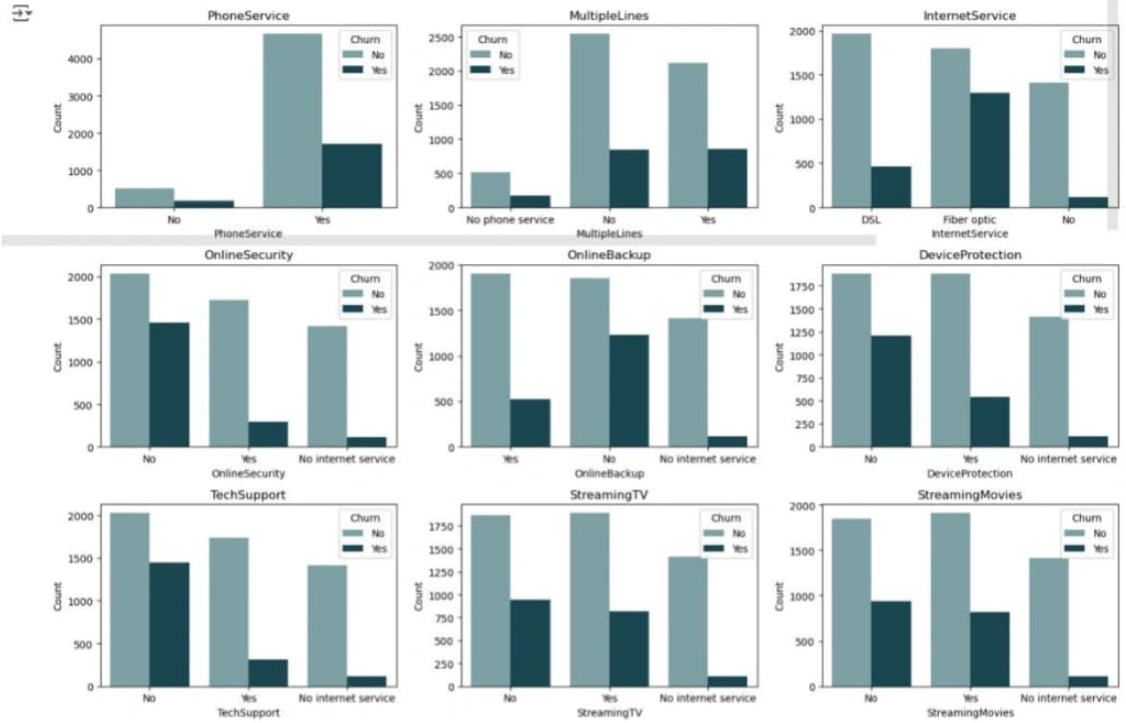 PhoneService
Count
4000
3000
2000
1000
0
Churn
No
Yes
No Yes
PhoneService
MultipleLines
Count
2500
2000
1500
1000
500
0
Churn
No
Yes
No phone service No Yes
MultipleLines
InternetService
Count
2000
1500
1000
500
0
Churn
No
Yes
DSL Fiber optic No
InternetService
OnlineSecurity
Count
2000
1500
1000
500
0
Churn
No
Yes
No Yes No internet service
OnlineSecurity
OnlineBackup
Count
2000
1500
1000
500
0
Churn
No
Yes
Yes No No internet service
OnlineBackup
DeviceProtection
Count
1750
1500
1250
1000
750
500
250
0
Churn
No
Yes
No Yes No internet service
DeviceProtection
TechSupport
Count
2000
1500
1000
500
0
Churn
No
Yes
No Yes No internet service
TechSupport
StreamingTV
Count
1750
1500
1250
1000
750
500
250
0
Churn
No
Yes
No Yes No internet service
StreamingTV
StreamingMovies
Count
2000
1500
1000
500
0
Churn
No
Yes
No Yes No internet service
StreamingMovies